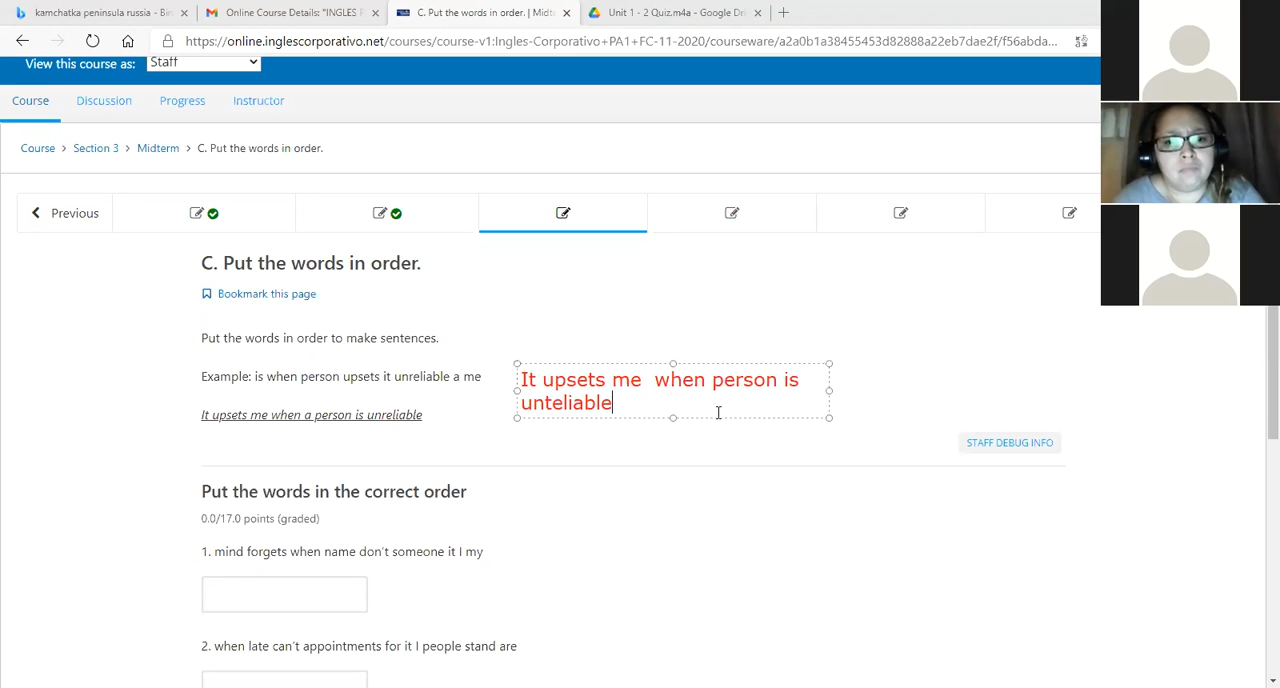 kamchatka peninsula russia - Bin
Online Course Details: "INGLES F
C. Put the words in order. | Midte
Unit 1 - 2 Quiz.m4a - Google Dri
https://online.inglescorporativo.net/courses/course-v1:Ingles-Corporativo+PA1+FC-11-2020/courseware/a2a0b1a38455453d82888a22eb7dae2f/f56abda...
View this course as: Staff
Course Discussion Progress Instructor
Course > Section 3 > Midterm > C. Put the words in order.
Previous
C. Put the words in order.
Bookmark this page
Put the words in order to make sentences.
Example: is when person upsets it unreliable a me
It upsets me when a person is unreliable
It upsets me when person is
unteliable
STAFF DEBUG INFO
Put the words in the correct order
0.0/17.0 points (graded)
1. mind forgets when name don't someone it I my
2. when late can't appointments for it I people stand are